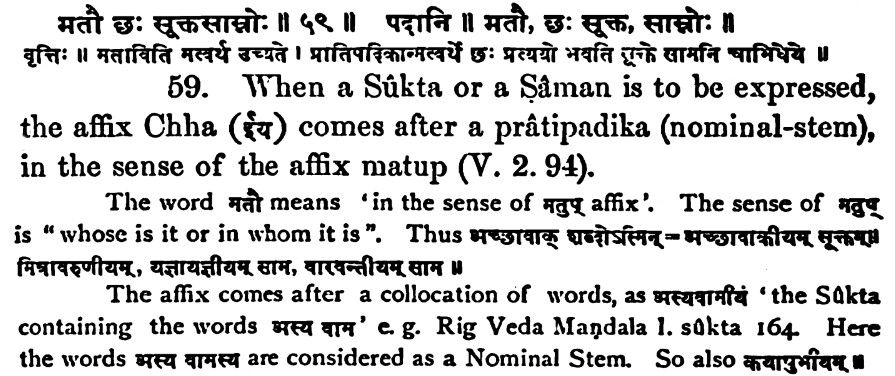 मतौ छः सूक्तसाम्नोः ॥ ५९ ॥ पदानि ॥ मतौ, छः सूक्त, साम्नोः ॥
वृत्तिः ॥ मताविति मत्वर्थ उच्यते । प्रातिपदिकान्मत्वर्थे छः प्रत्ययो भवति सूक्ते सामनि चाभिधेये ॥
59. When a Sûkta or a Ṣâman is to be expressed,
the affix Chha (ईय) comes after a prâtipadika (nominal-stem),
in the sense of the affix matup (V. 2. 94).
The word मतौ means ‘in the sense of मतुप् affix’. The sense of मतुप्
is “whose is it or in whom it is”. Thus अच्छावाक् शब्दोऽस्मिन्=अच्छावाकीयम् सूक्तम्॥
मित्रावरुणीयम्, यज्ञायज्ञीयम् साम, वारवन्तीयम् साम ॥
The affix comes after a collocation of words, as अस्यवामीयं ‘the Sûkta
containing the words अस्य वाम’ e. g. Rig Veda Maṇdala I. sûkta 164. Here
the words अस्य वामस्य are considered as a Nominal Stem. So also कयाशुभीयम् ॥